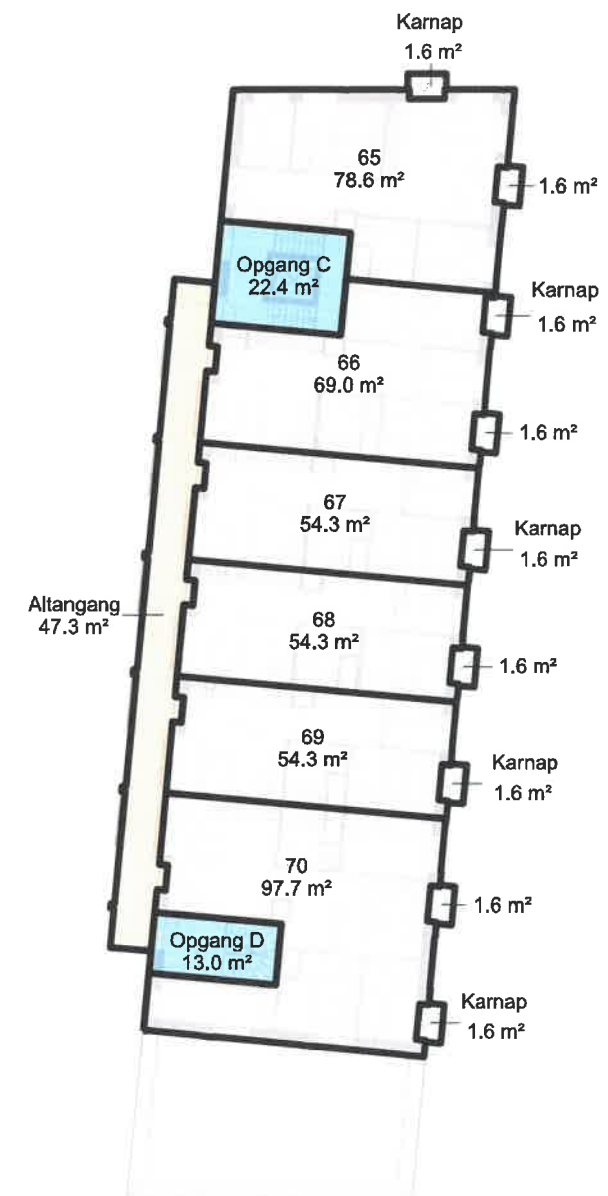 Karnap
1.6 m²
65
78.6 m²
1.6 m²
Opgang C
22.4 m²
Karnap
1.6 m²
66
69.0 m²
1.6 m²
67
54.3 m²
Karnap
1.6 m²
Altangang
47.3 m²
68
54.3 m²
1.6 m²
69
54.3 m²
Karnap
1.6 m²
70
97.7 m²
1.6 m²
Opgang D
13.0 m²
Karnap
1.6 m²